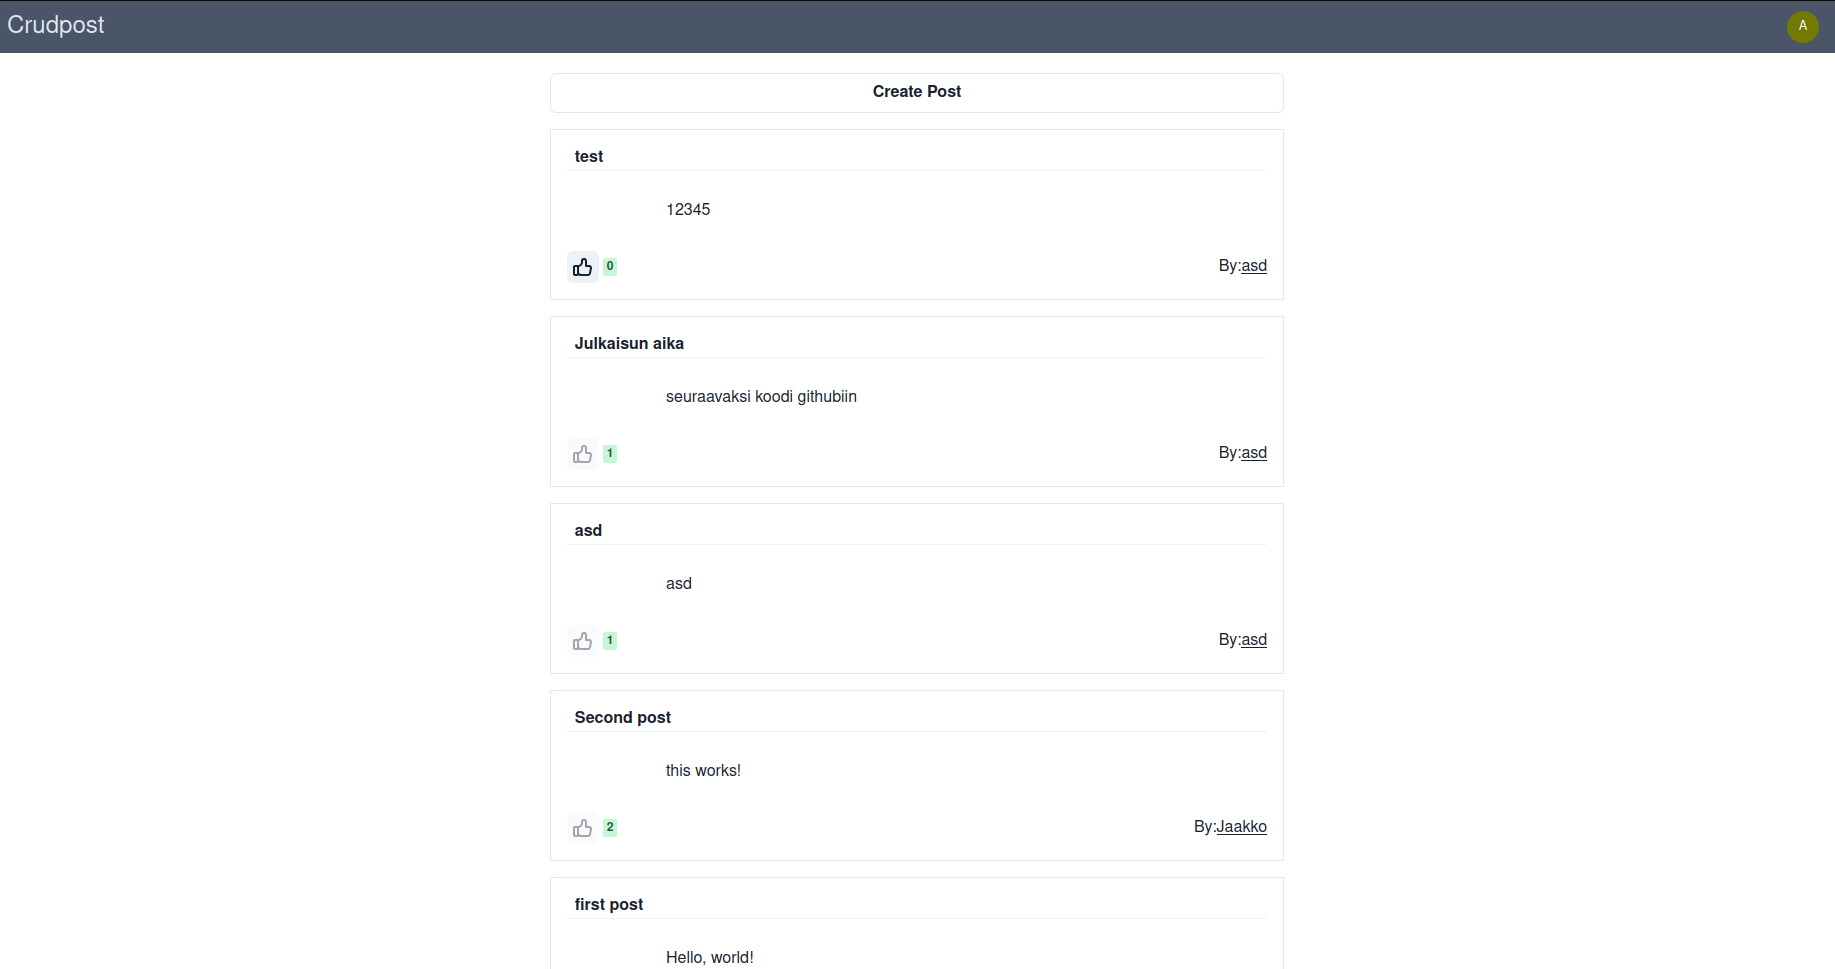 Crudpost
A
Create Post
test
12345
0
By:asd
Julkaisun aika
seuraavaksi koodi githubiin
1
By:asd
asd
asd
1
By:asd
Second post
this works!
2
By:Jaakko
first post
Hello, world!